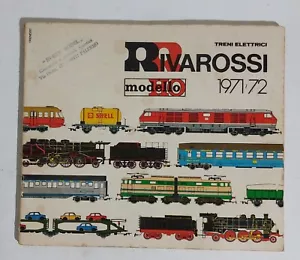 TRENI ELETTRICI
RIVAROSSI
modello HO
1971-72
SHELL